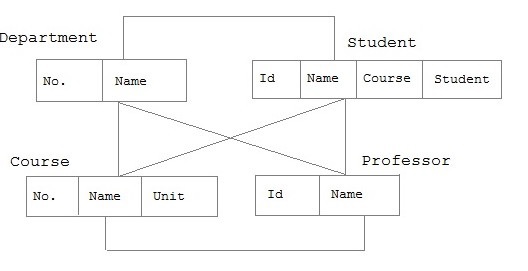 Department
Student
No. Name
Id Name Course Student
Course
Professor
No. Name Unit
Id Name